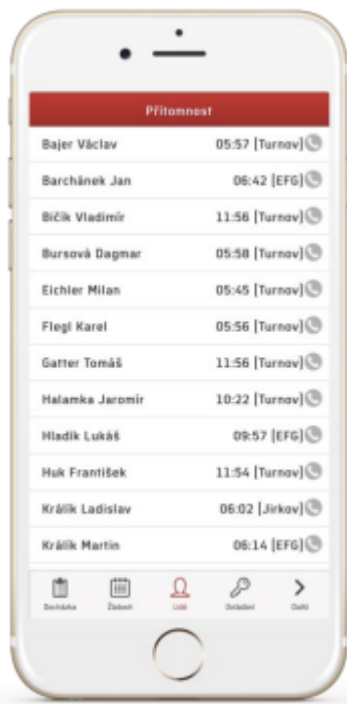 Přítomnost
Bajer Václav 05:57 [Turnov]
Barchánek Jan 06:42 [EFG]
Bičík Vladimír 11:56 [Turnov]
Bursová Dagmar 05:58 [Turnov]
Eichler Milan 05:45 [Turnov]
Flegl Karel 05:56 [Turnov]
Gatter Tomáš 11:56 [Turnov]
Halamka Jaromír 10:22 [Turnov]
Hladík Lukáš 09:57 [EFG]
Huk František 11:54 [Turnov]
Králík Ladislav 06:02 [Jirkov]
Králík Martin 06:14 [EFG]
Docházka Žádosti Lidé Ovládání Další